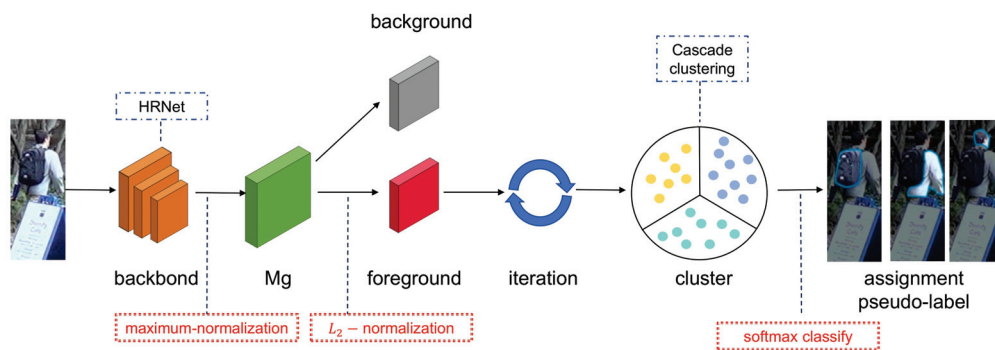 background
Cascade
clustering
HRNet
backbond
Mg
foreground
iteration
cluster
assignment
pseudo-label
maximum-normalization
L₂ – normalization
softmax classify